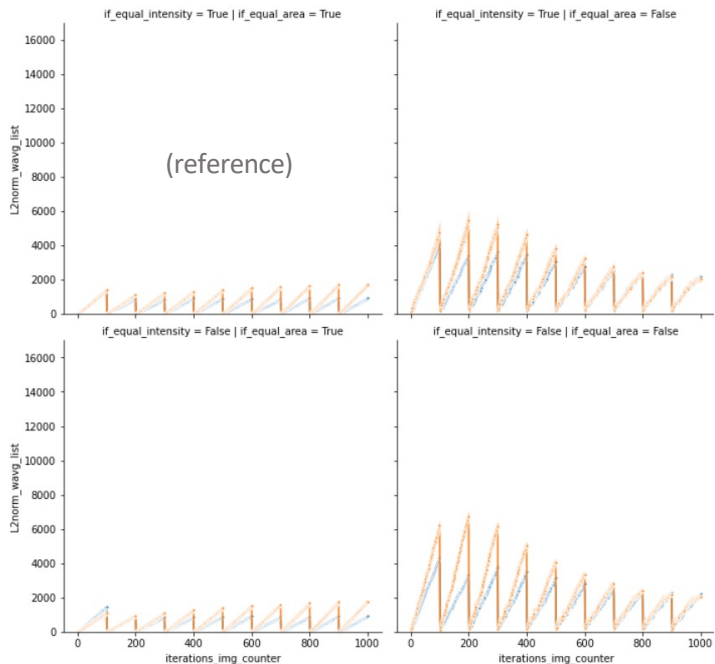 if_equal_intensity = True | if_equal_area = True
if_equal_intensity = True | if_equal_area = False
16000
14000
12000
10000
8000
6000
4000
2000
0
L2norm_wavg_list
(reference)
if_equal_intensity = False | if_equal_area = True
if_equal_intensity = False | if_equal_area = False
16000
14000
12000
10000
8000
6000
4000
2000
0
L2norm_wavg_list
0 200 400 600 800 1000
0 200 400 600 800 1000
iterations_img_counter
iterations_img_counter